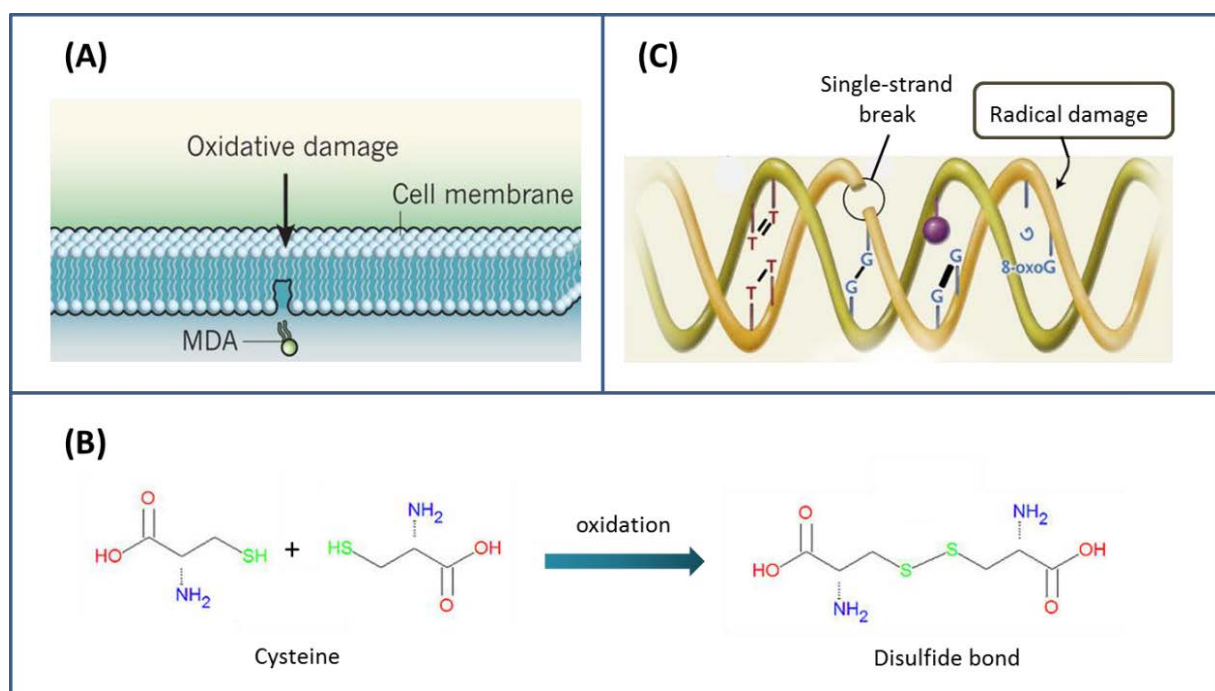 (A)
Oxidative damage
Cell membrane
MDA
(C)
Single-strand
break
Radical damage
T
T
T
T
G
G
G
G
8-oxoG
(B)
O
HO
SH
NH2
+
NH2
HS
OH
O
oxidation
O
HO
NH2
S
S
NH2
OH
O
Cysteine
Disulfide bond